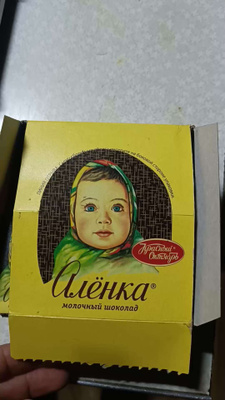 Алёнка®
молочный шоколад
Красный
Октябрь